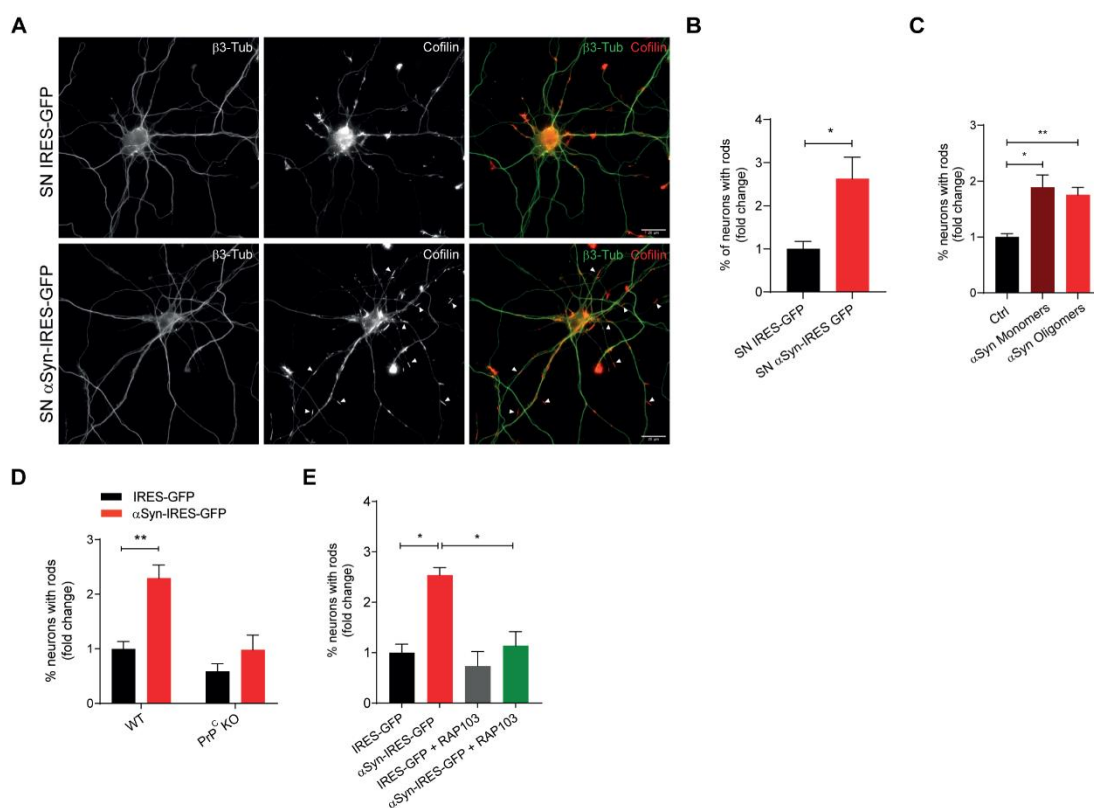 A
β3-Tub
Cofilin
β3-Tub Cofilin
SN IRES-GFP
β3-Tub
Cofilin
β3-Tub Cofilin
SN αSyn-IRES-GFP
B
% of neurons with rods
(fold change)
4
3
2
1
0
*
SN IRES-GFP
SN αSyn-IRES GFP
C
% neurons with rods
(fold change)
3
2
1
0
**
*
Ctrl
αSyn Monomers
αSyn Oligomers
D
IRES-GFP
αSyn-IRES-GFP
% neurons with rods
(fold change)
3
2
1
0
**
WT
PrP^C KO
E
% neurons with rods
(fold change)
4
3
2
1
0
*
*
IRES-GFP
αSyn-IRES-GFP
IRES-GFP + RAP103
αSyn-IRES-GFP + RAP103